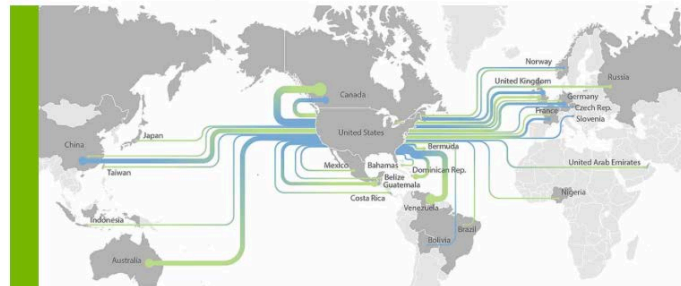 Norway
Russia
United Kingdom
Canada
Germany
France
Czech Rep.
Slovenia
United States
Japan
China
Bermuda
Taiwan
Mexico
Bahamas
United Arab Emirates
Dominican Rep.
Belize
Guatemala
Nigeria
Costa Rica
Venezuela
Indonesia
Brazil
Bolivia
Australia